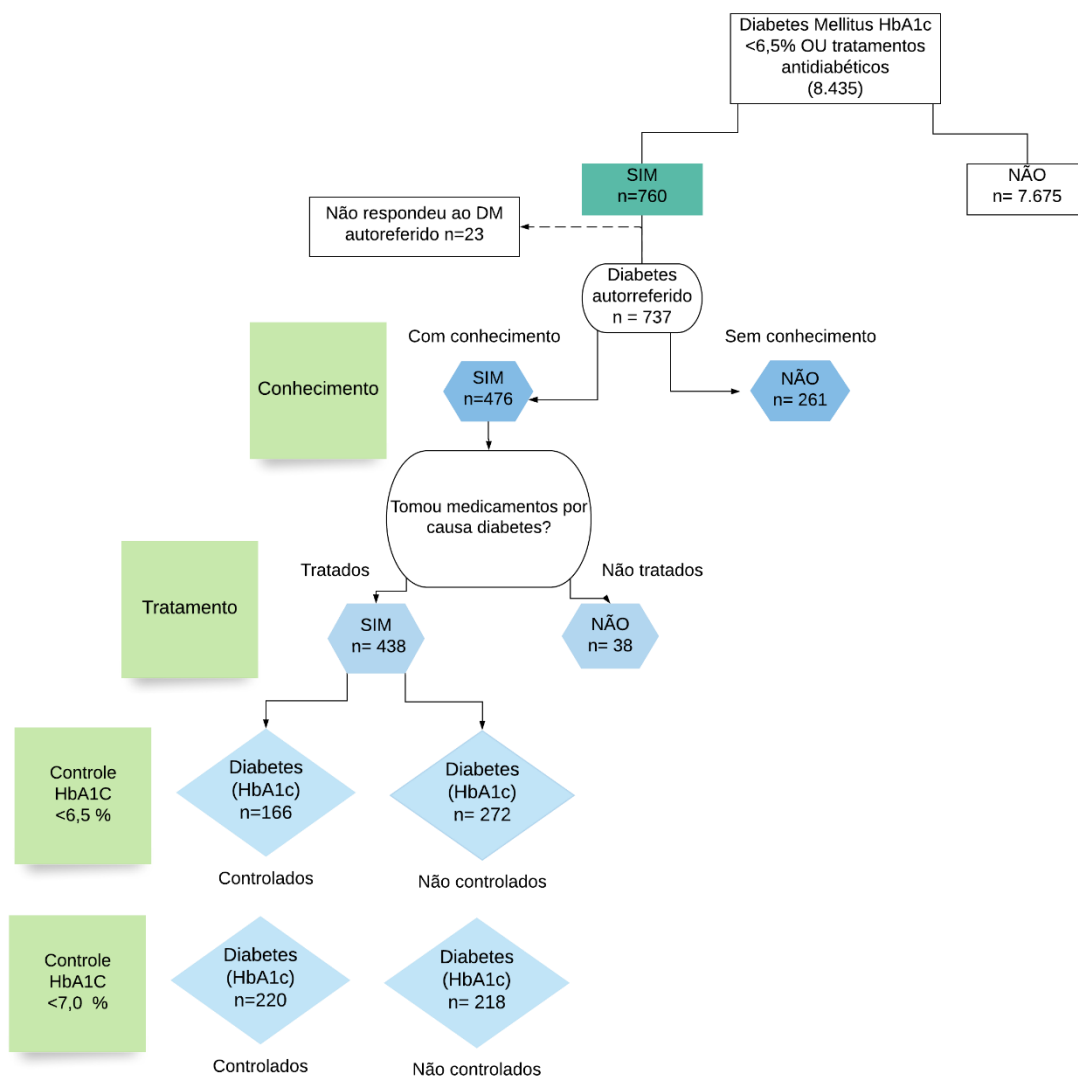 Diabetes Mellitus HbA1c
<6,5% OU tratamentos
antidiabéticos
(8.435)
SIM
n=760
NÃO
n= 7.675
Não respondeu ao DM
autoreferido n=23
Diabetes
autorreferido
n = 737
Com conhecimento
Sem conhecimento
Conhecimento
SIM
n=476
NÃO
n= 261
Tomou medicamentos por
causa diabetes?
Tratados
Não tratados
Tratamento
SIM
n= 438
NÃO
n= 38
Controle
HbA1C
<6,5 %
Diabetes
(HbA1c)
n=166
Diabetes
(HbA1c)
n= 272
Controlados
Não controlados
Controle
HbA1C
<7,0 %
Diabetes
(HbA1c)
n=220
Diabetes
(HbA1c)
n= 218
Controlados
Não controlados